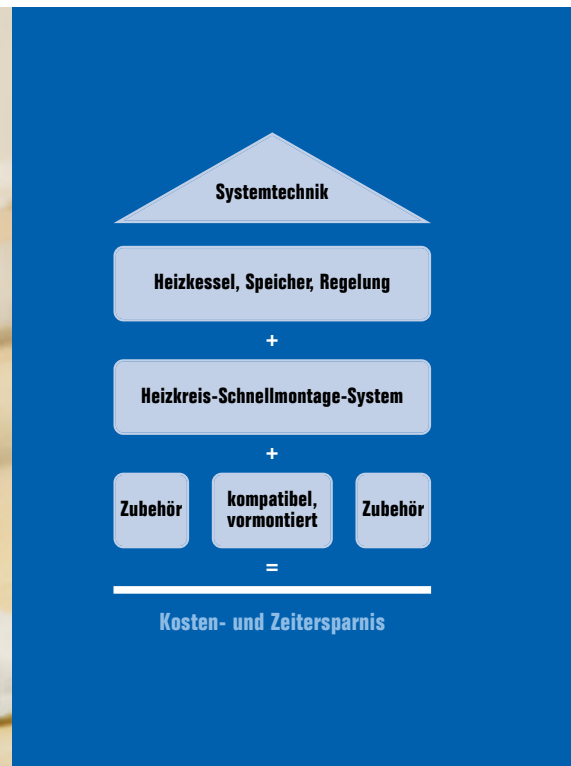 Systemtechnik
Heizkessel, Speicher, Regelung
+
Heizkreis-Schnellmontage-System
+
Zubehör
kompatibel,
vormontiert
Zubehör
=
Kosten- und Zeitersparnis